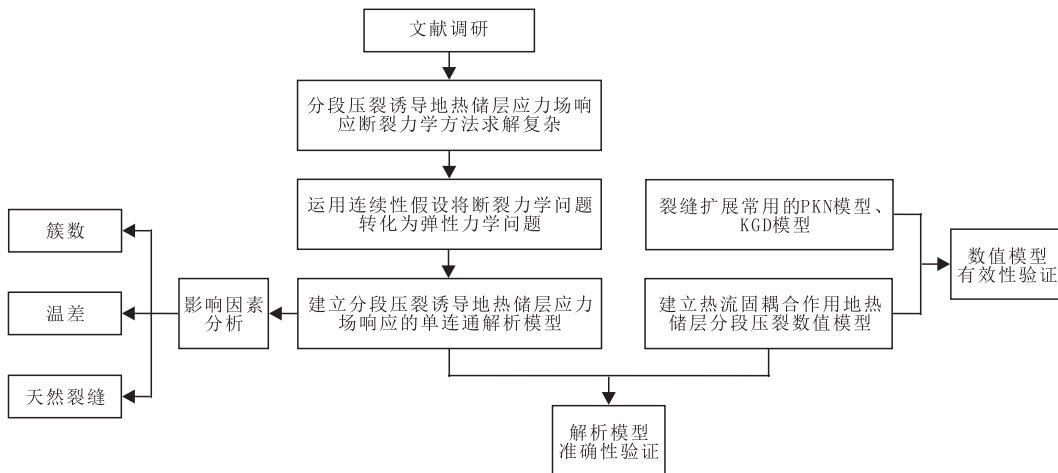 文献调研
分段压裂诱导地热储层应力场响
应断裂力学方法求解复杂
运用连续性假设将断裂力学问题
转化为弹性力学问题
裂缝扩展常用的PKN模型、
KGD模型
簇数
数值模型
有效性验证
温差
影响因素
分析
建立分段压裂诱导地热储层应力
场响应的单连通解析模型
建立热流固耦合作用地热
储层分段压裂数值模型
天然裂缝
解析模型
准确性验证